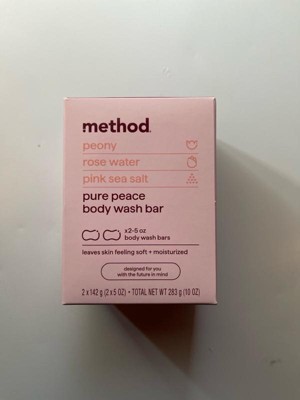 method.
peony
rose water
pink sea salt
pure peace
body wash bar
x2-5 oz
body wash bars
leaves skin feeling soft + moisturized
designed for you
with the future in mind
2 x 142 g (2 x 5 oz) • TOTAL NET WT 283 g (10 OZ)